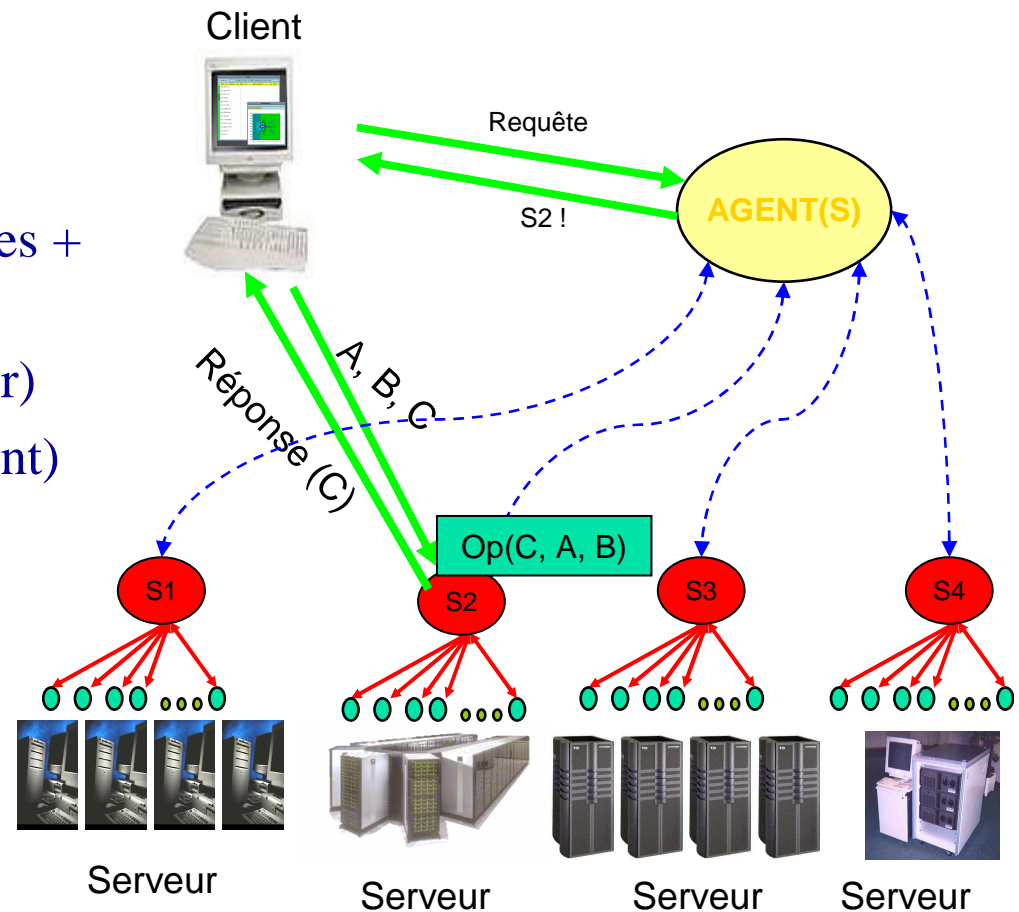 Client
Requête
AGENT(S)
S2 !
es +
r)
nt)
A, B, C
Réponse (C)
Op(C, A, B)
S1
S2
S3
S4
Serveur
Serveur
Serveur
Serveur